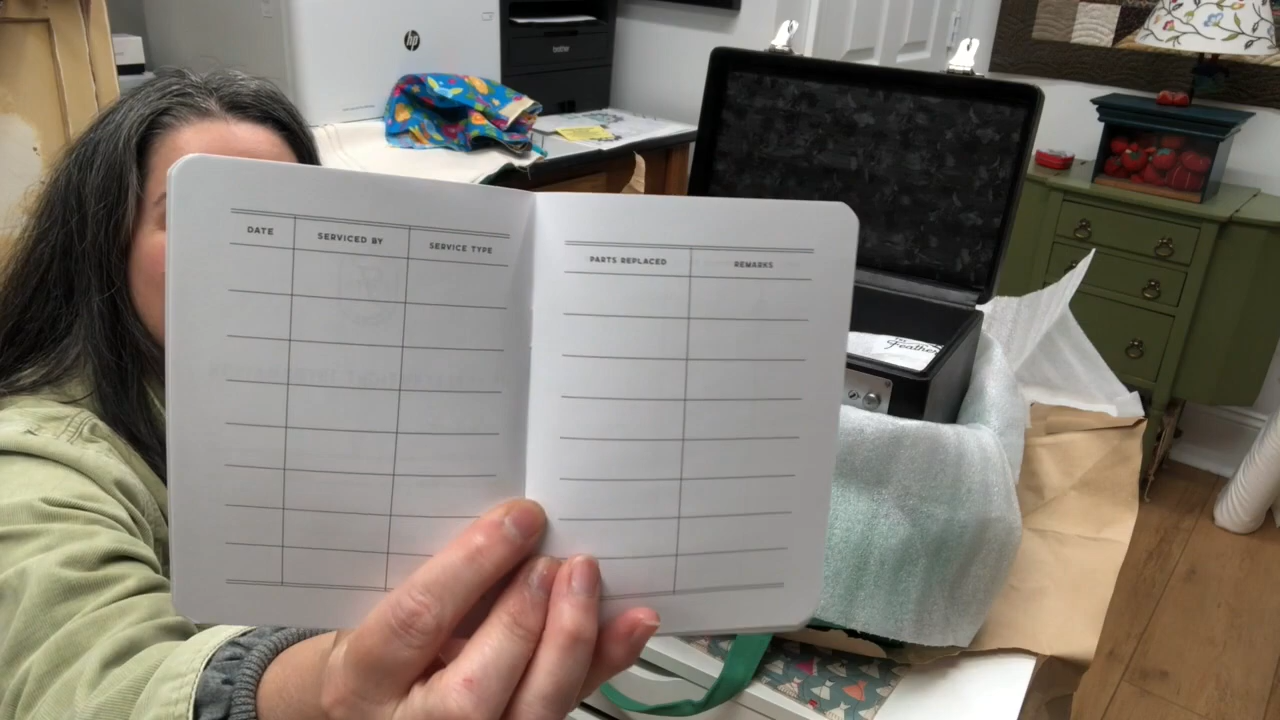 hp
brother
DATE SERVICED BY SERVICE TYPE
PARTS REPLACED REMARKS
Feather